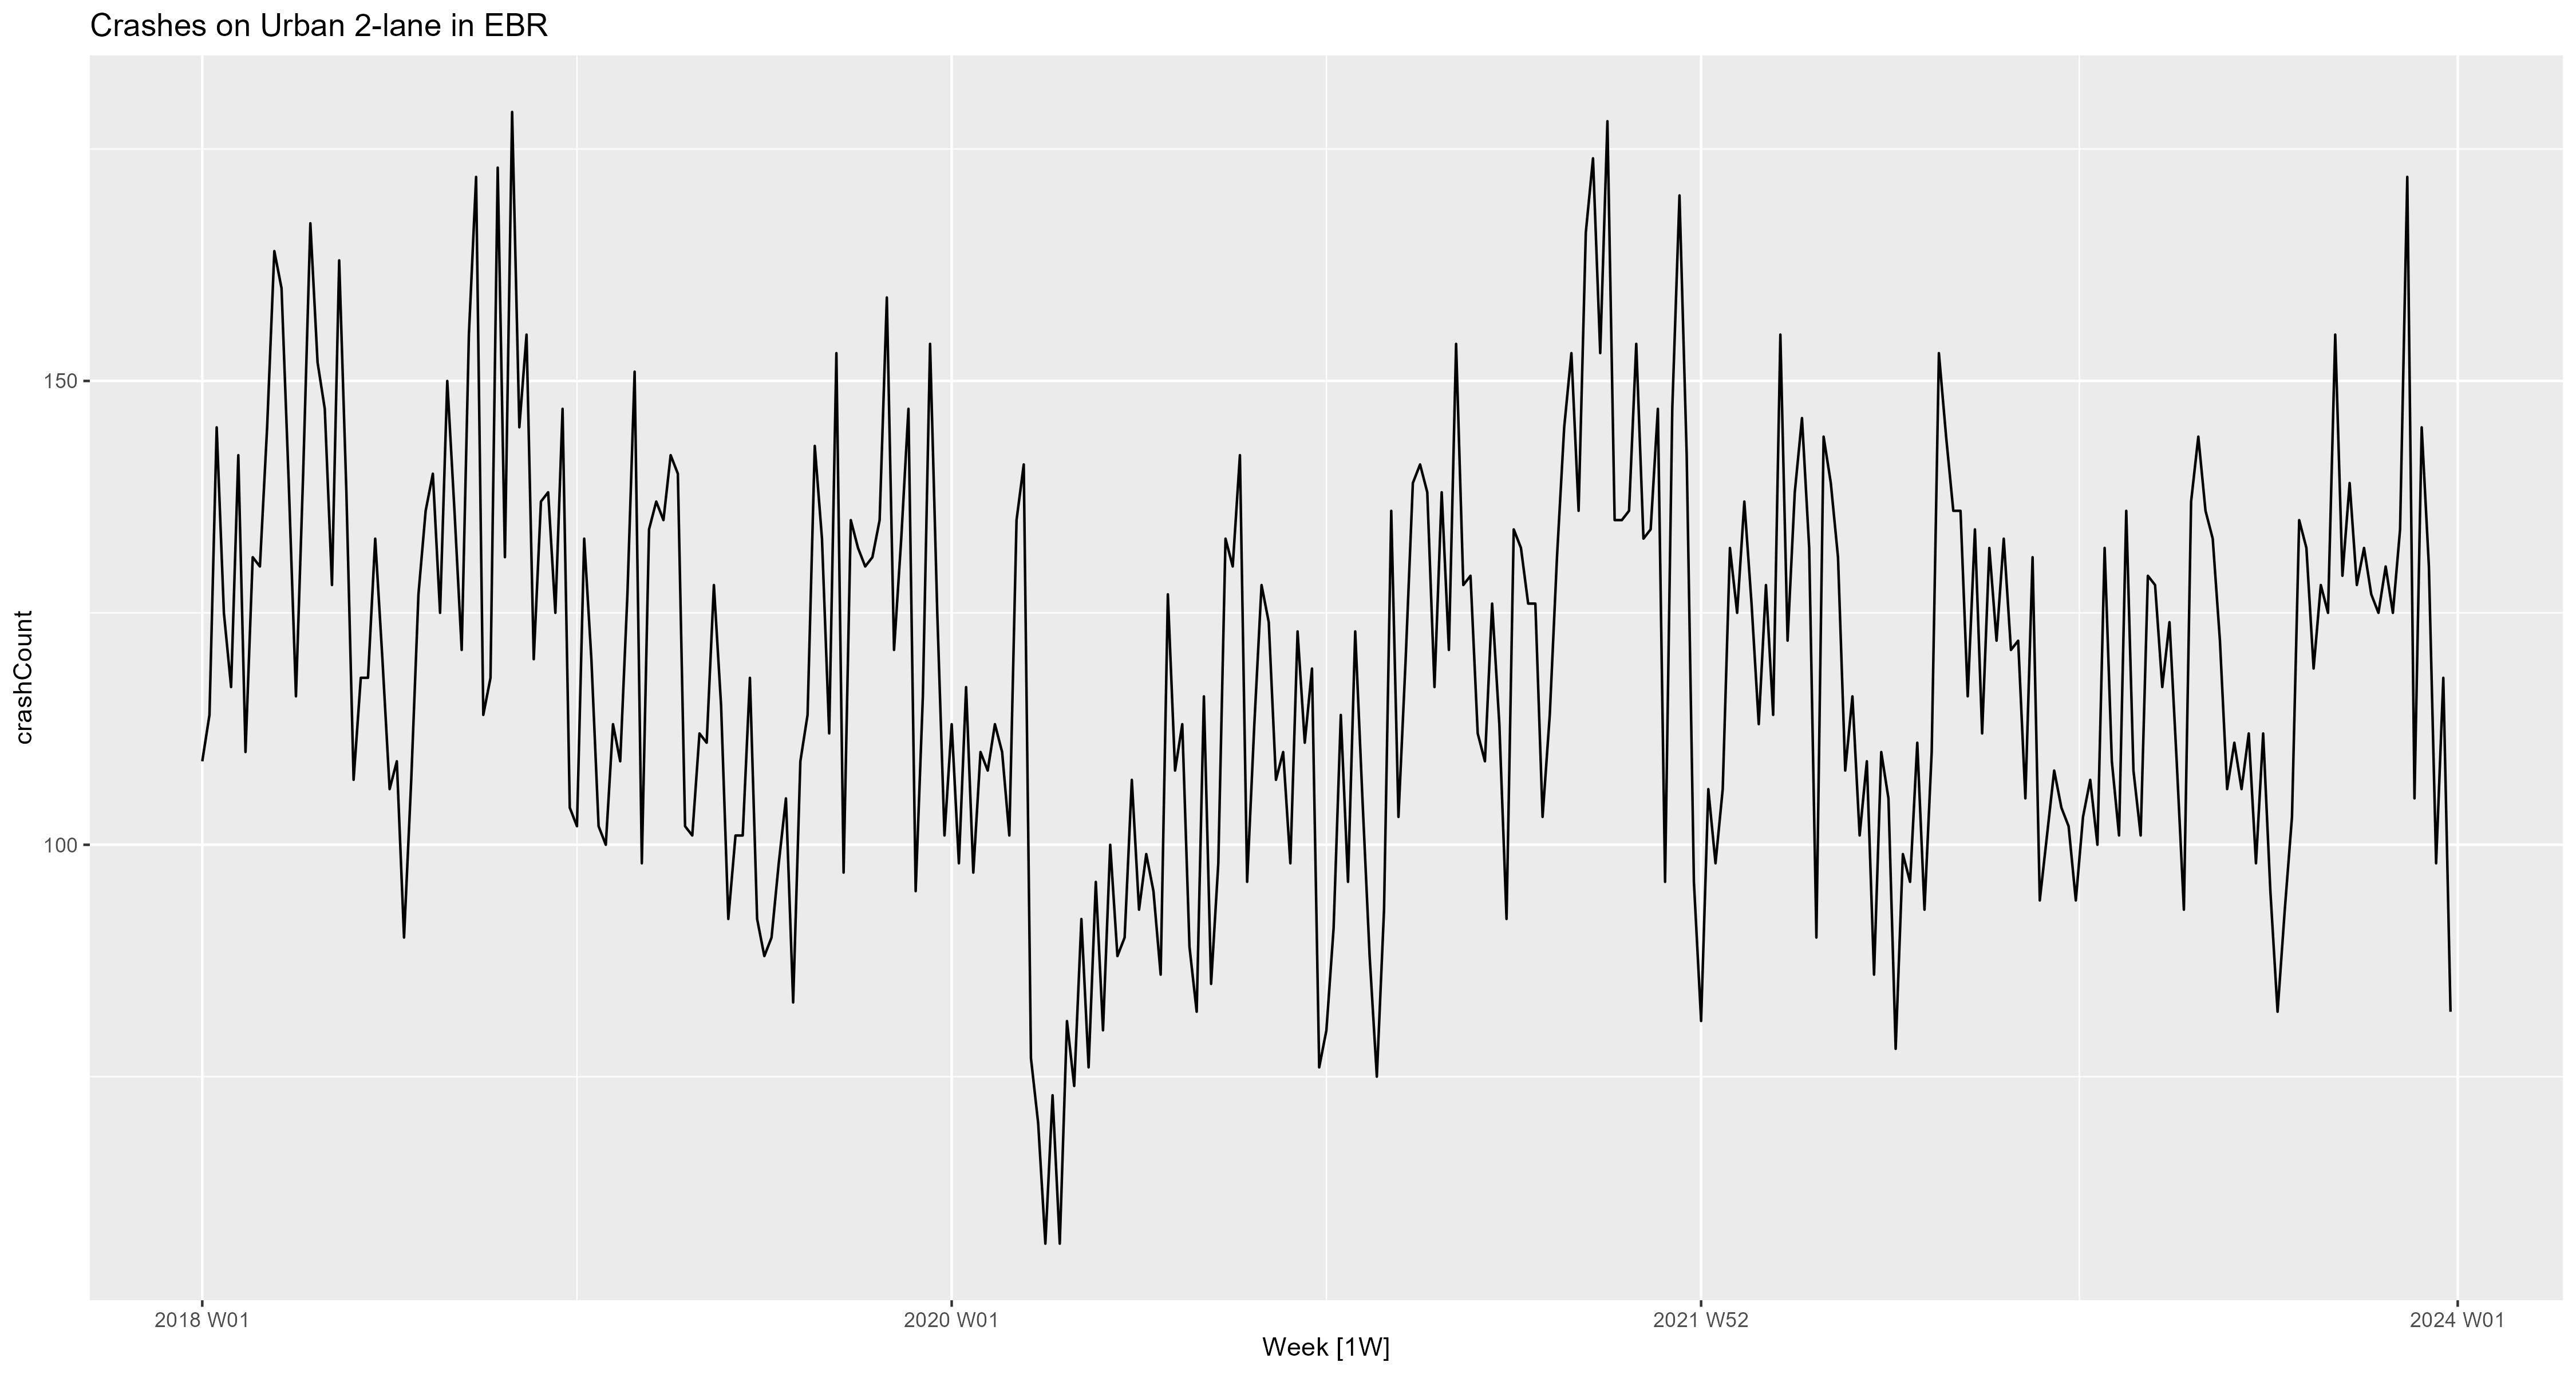 Crashes on Urban 2-lane in EBR
crashCount
150
100
2018 W01
2020 W01
2021 W52
2024 W01
Week [1W]